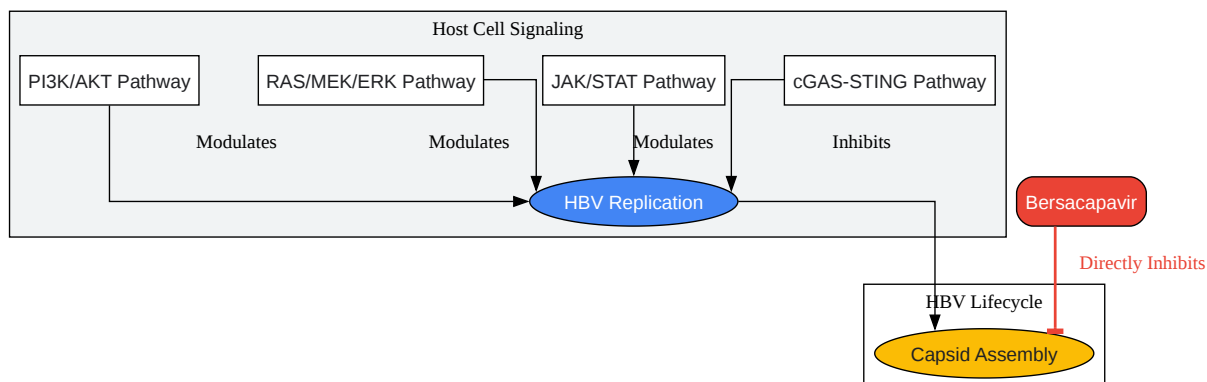 Host Cell Signaling
PI3K/AKT Pathway
RAS/MEK/ERK Pathway
JAK/STAT Pathway
cGAS-STING Pathway
Modulates
Modulates
Modulates
Inhibits
HBV Replication
Bersacapavir
Directly Inhibits
HBV Lifecycle
Capsid Assembly